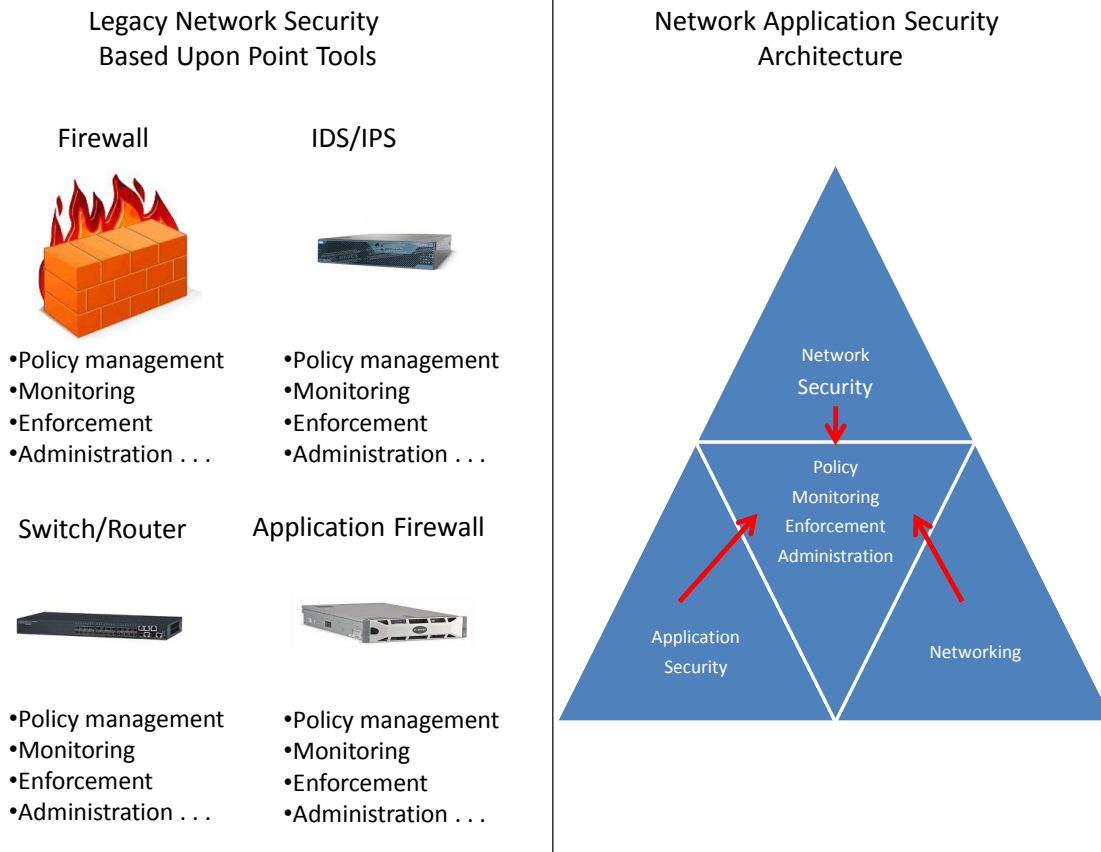 Legacy Network Security
Based Upon Point Tools
Firewall
•Policy management
•Monitoring
•Enforcement
•Administration . . .
IDS/IPS
•Policy management
•Monitoring
•Enforcement
•Administration . . .
Switch/Router
•Policy management
•Monitoring
•Enforcement
•Administration . . .
Application Firewall
•Policy management
•Monitoring
•Enforcement
•Administration . . .
Network Application Security
Architecture
Network
Security
Policy
Monitoring
Enforcement
Administration
Application
Security
Networking